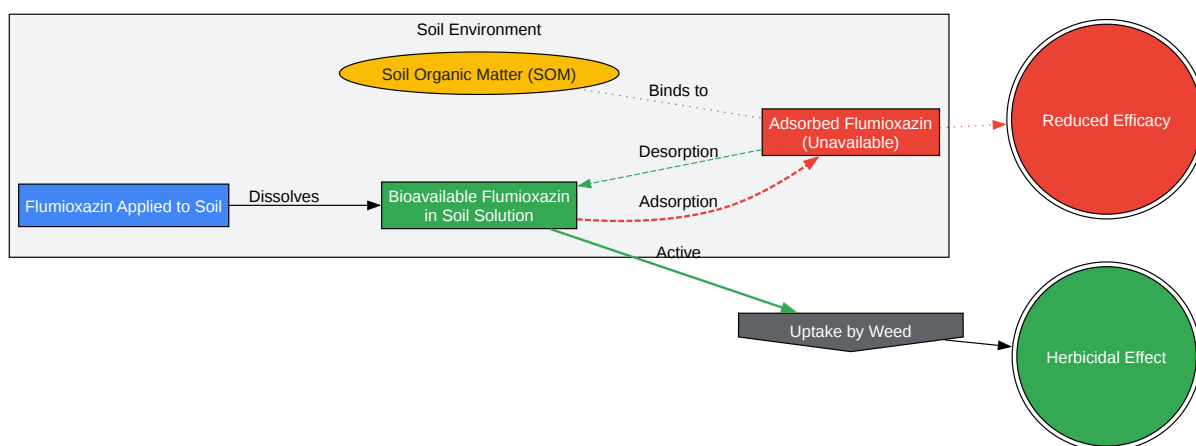 Soil Environment
Soil Organic Matter (SOM)
Binds to
Adsorbed Flumioxazin
(Unavailable)
Reduced Efficacy
Desorption
Flumioxazin Applied to Soil
Dissolves
Bioavailable Flumioxazin
in Soil Solution
Adsorption
Active
Uptake by Weed
Herbicidal Effect